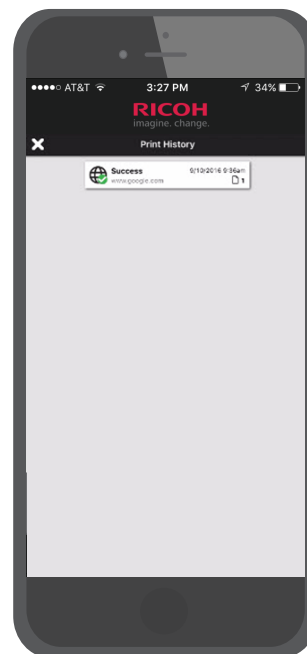 AT&T 3:27 PM 34%
RICOH
imagine. change.
Print History
Success 9/10/2016 9:36am
www.google.com 1